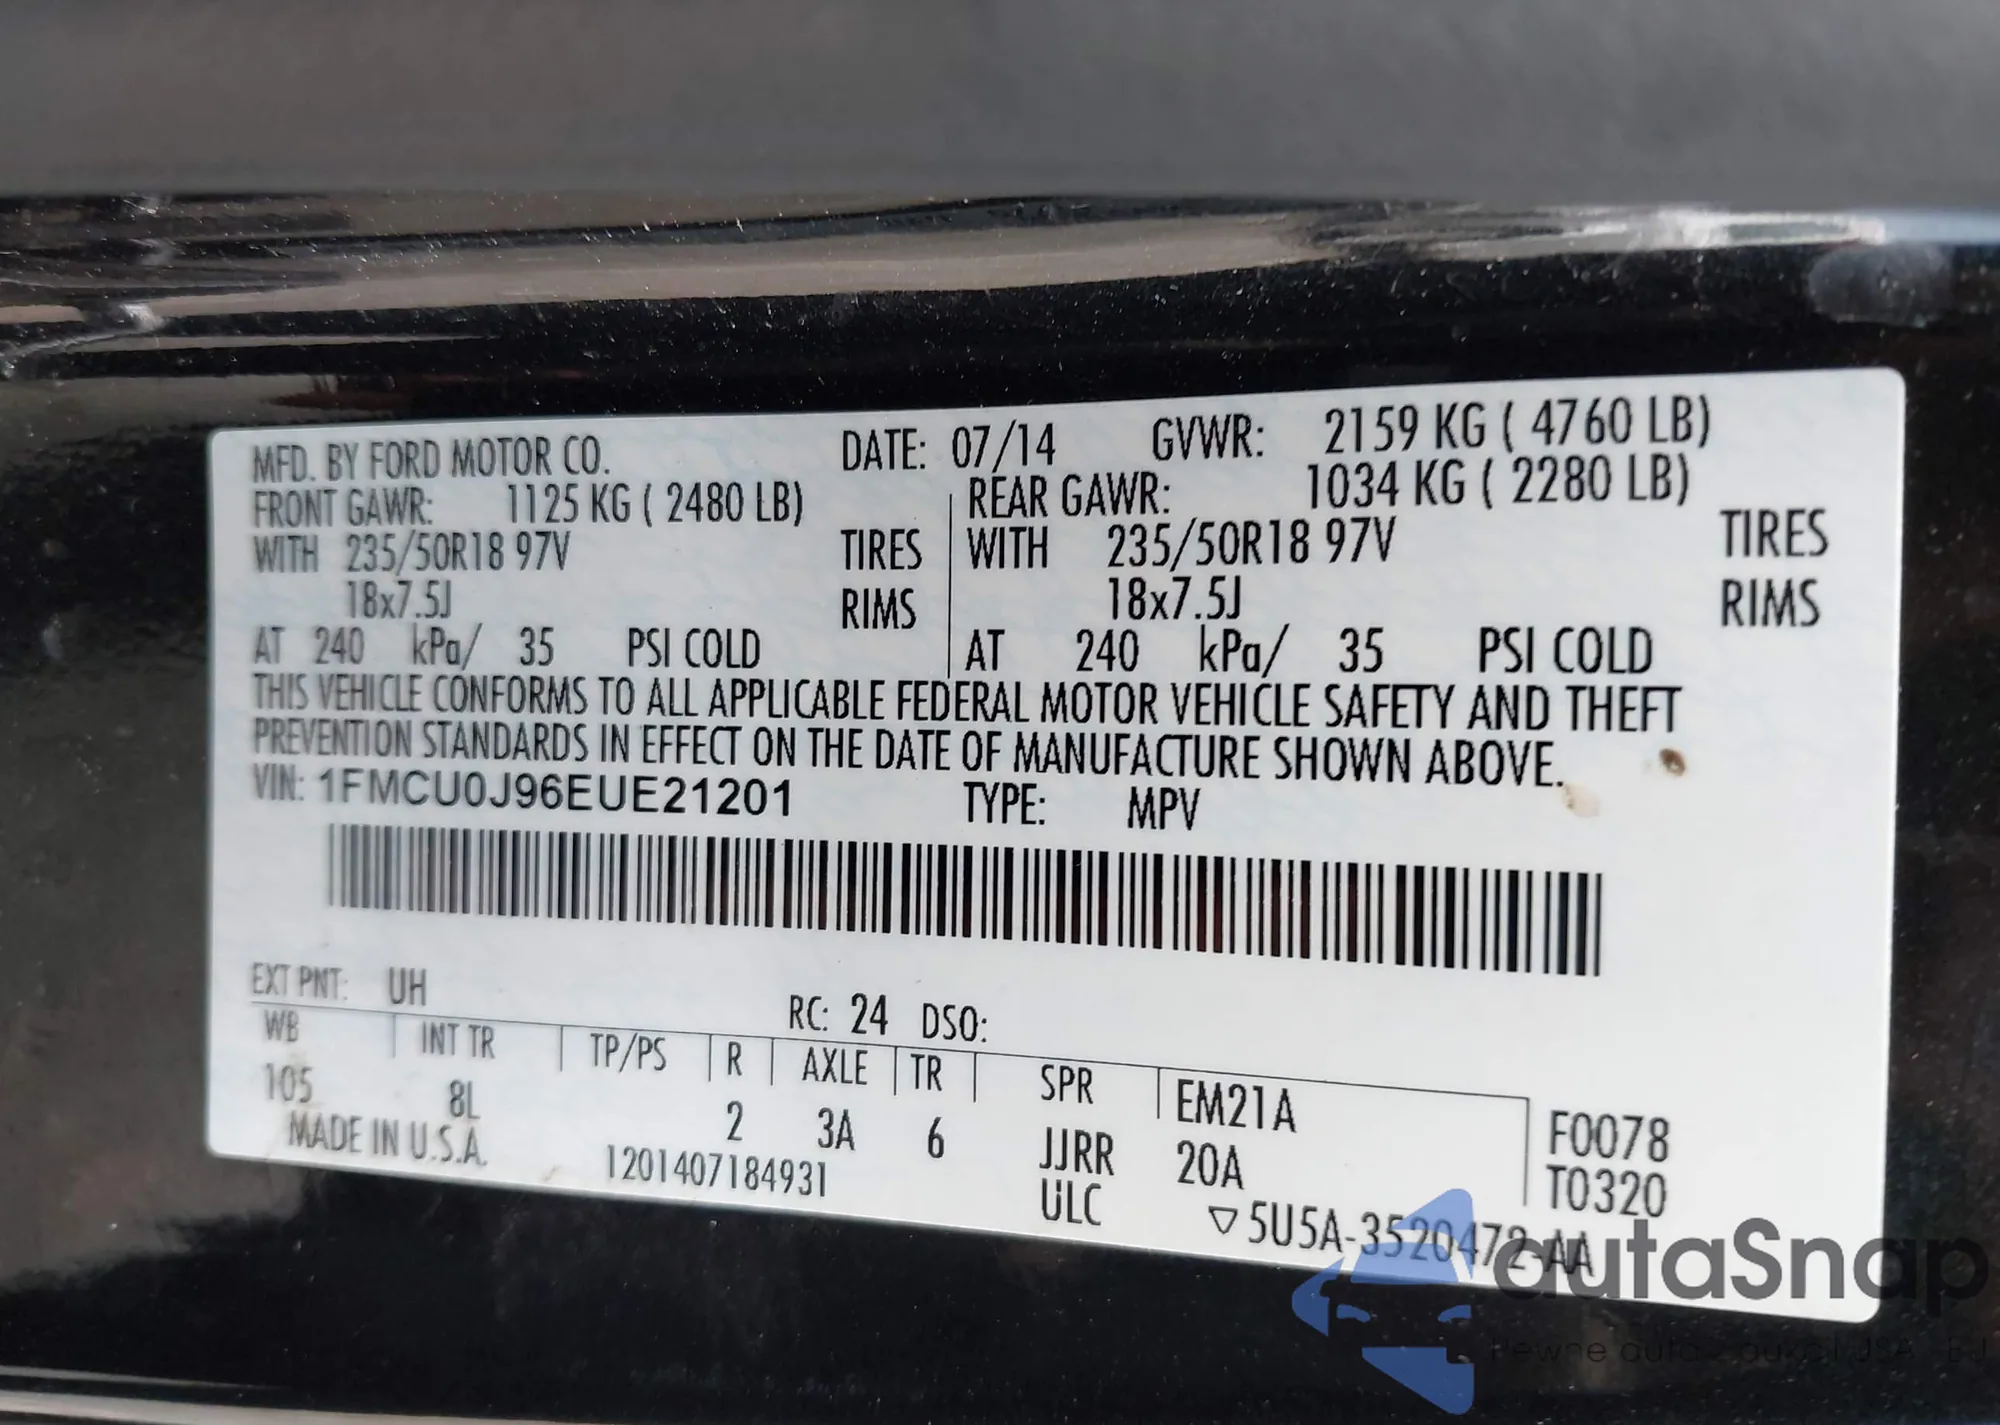 MFD. BY FORD MOTOR CO. DATE: 07/14 GVWR: 2159 KG ( 4760 LB)
FRONT GAWR: 1125 KG ( 2480 LB) REAR GAWR: 1034 KG ( 2280 LB)
WITH 235/50R18 97V TIRES WITH 235/50R18 97V TIRES
18x7.5J RIMS 18x7.5J RIMS
AT 240 kPa/ 35 PSI COLD AT 240 kPa/ 35 PSI COLD
THIS VEHICLE CONFORMS TO ALL APPLICABLE FEDERAL MOTOR VEHICLE SAFETY AND THEFT
PREVENTION STANDARDS IN EFFECT ON THE DATE OF MANUFACTURE SHOWN ABOVE.
VIN: 1FMCU0J96EUE21201 TYPE: MPV
EXT PNT: UH RC: 24 DSO:
WB INT TR TP/PS R AXLE TR SPR EM21A F0078
105 8L 2 3A 6 JJRR 20A T0320
MADE IN U.S.A. 1201407184931 ULC ▽5U5A-3520472-AA
autaSnap
auta